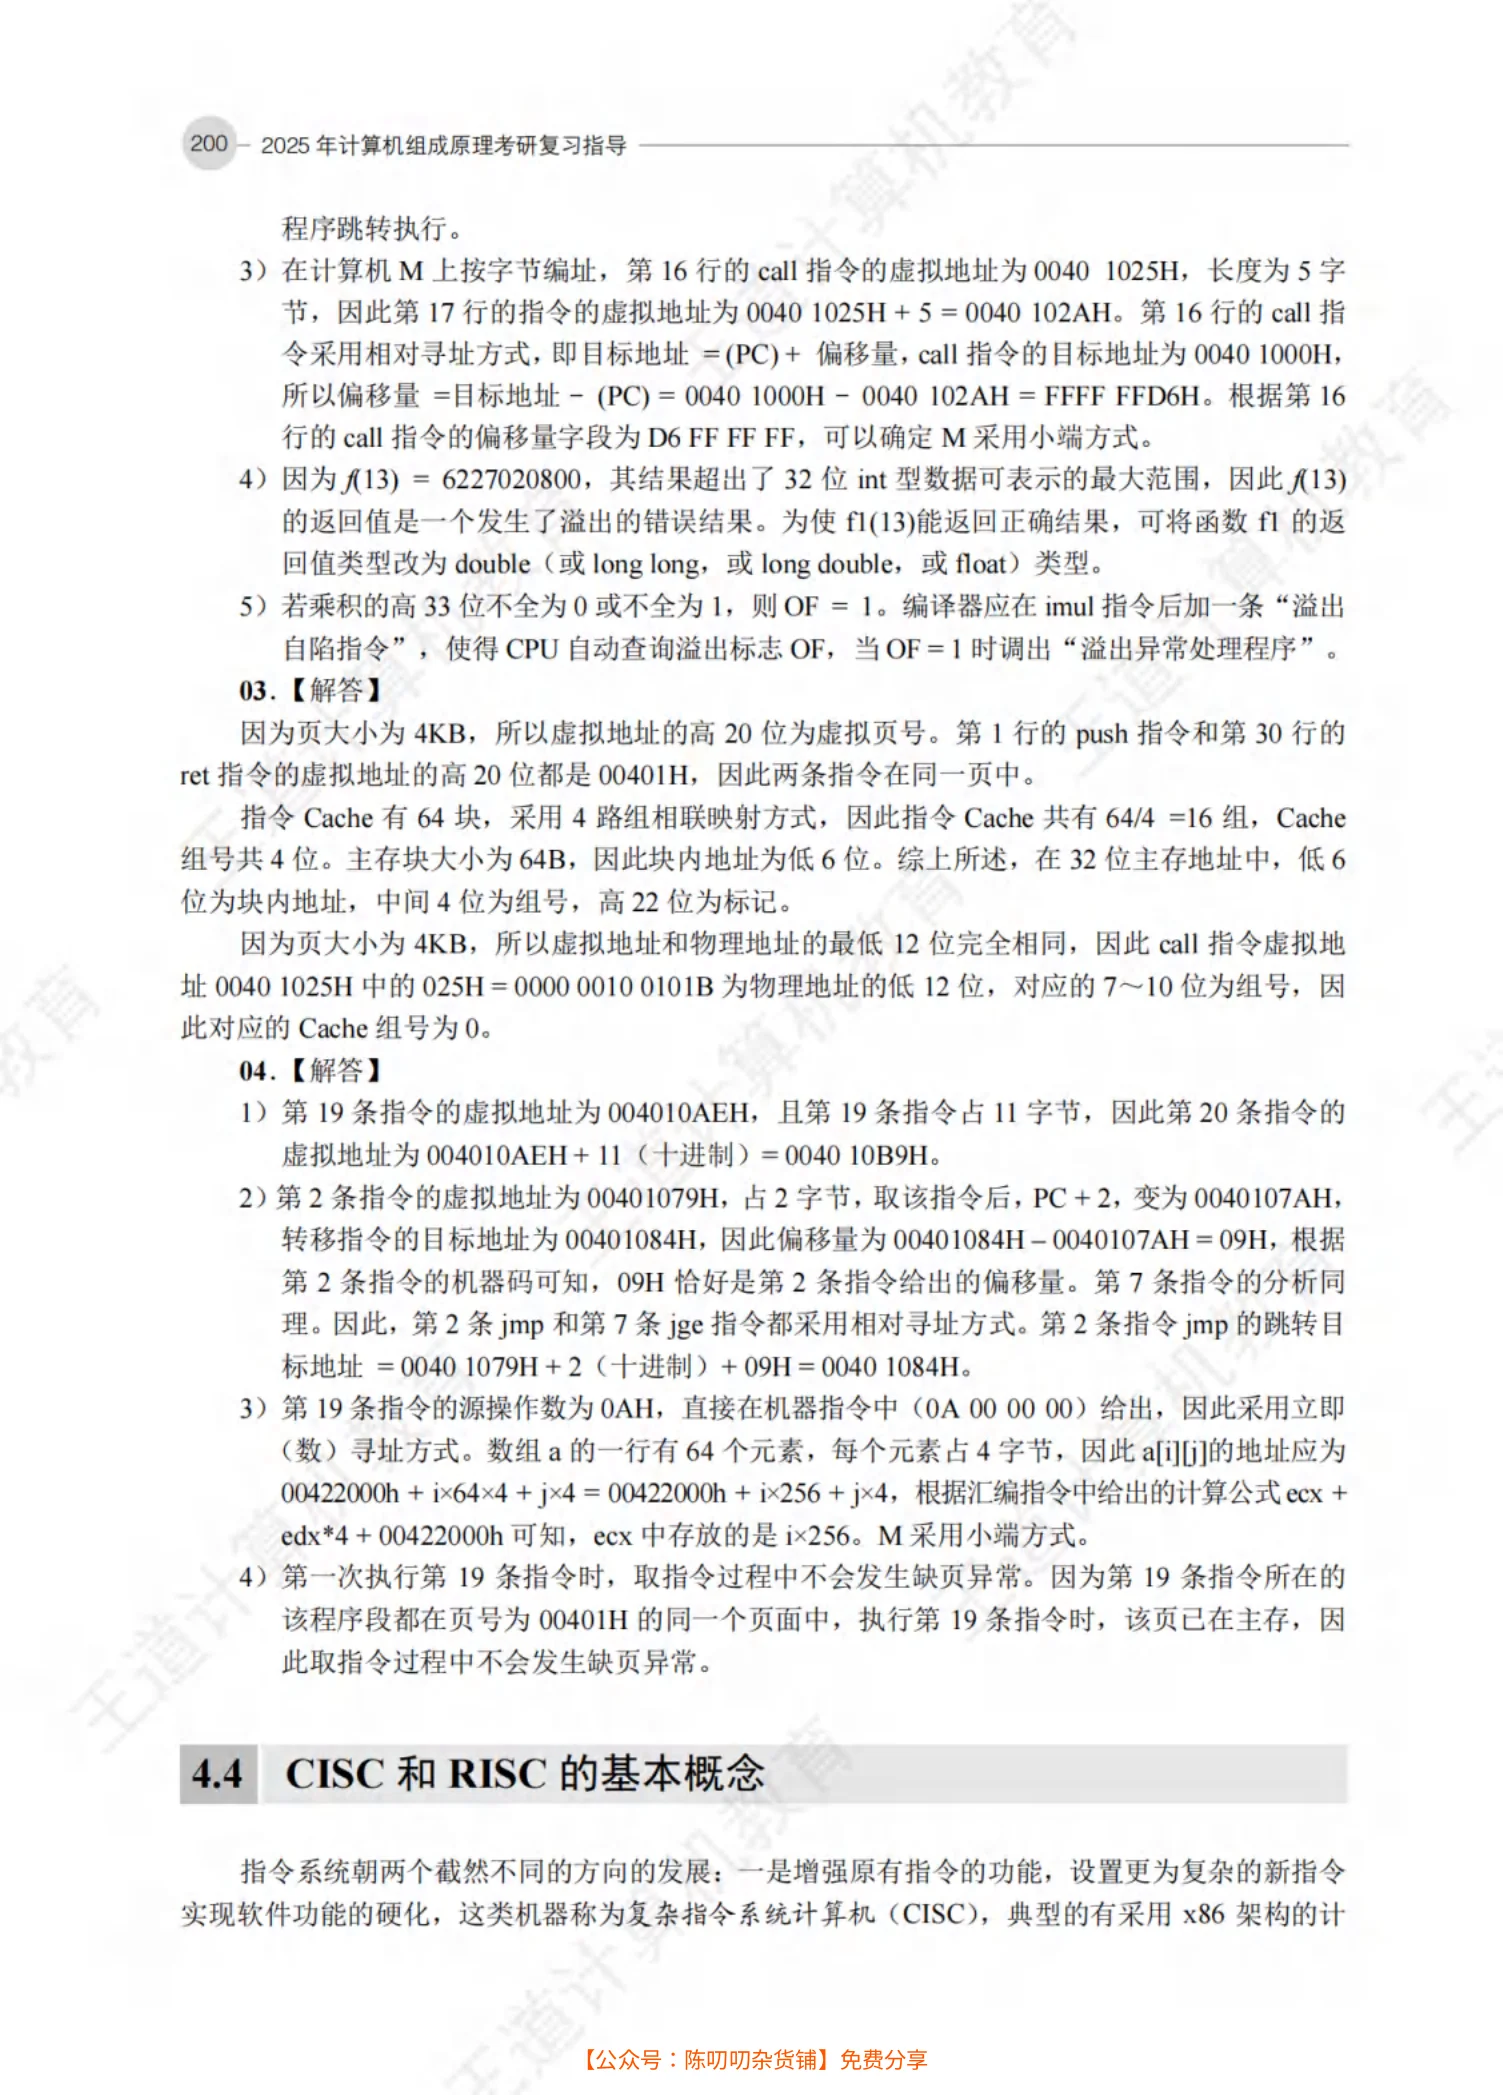 200 2025 年计算机组成原理考研复习指导
程序跳转执行。
3）在计算机 M 上按字节编址，第 16 行的 call 指令的虚拟地址为 0040 1025H，长度为 5 字
节，因此第 17 行的指令的虚拟地址为 0040 1025H + 5 = 0040 102AH。第 16 行的 call 指
令采用相对寻址方式，即目标地址 = (PC) + 偏移量，call 指令的目标地址为 0040 1000H，
所以偏移量 =目标地址 − (PC) = 0040 1000H − 0040 102AH = FFFF FFD6H。根据第 16
行的 call 指令的偏移量字段为 D6 FF FF FF，可以确定 M 采用小端方式。
4）因为 f(13) = 6227020800，其结果超出了 32 位 int 型数据可表示的最大范围，因此 f(13)
的返回值是一个发生了溢出的错误结果。为使 f1(13)能返回正确结果，可将函数 f1 的返
回值类型改为 double（或 long long，或 long double，或 float）类型。
5）若乘积的高 33 位不全为 0 或不全为 1，则 OF = 1。编译器应在 imul 指令后加一条“溢出
自陷指令”，使得 CPU 自动查询溢出标志 OF，当 OF = 1 时调出“溢出异常处理程序”。
03.【解答】
因为页大小为 4KB，所以虚拟地址的高 20 位为虚拟页号。第 1 行的 push 指令和第 30 行的
ret 指令的虚拟地址的高 20 位都是 00401H，因此两条指令在同一页中。
指令 Cache 有 64 块，采用 4 路组相联映射方式，因此指令 Cache 共有 64/4 =16 组，Cache
组号共 4 位。主存块大小为 64B，因此块内地址为低 6 位。综上所述，在 32 位主存地址中，低 6
位为块内地址，中间 4 位为组号，高 22 位为标记。
因为页大小为 4KB，所以虚拟地址和物理地址的最低 12 位完全相同，因此 call 指令虚拟地
址 0040 1025H 中的 025H = 0000 0010 0101B 为物理地址的低 12 位，对应的 7～10 位为组号，因
此对应的 Cache 组号为 0。
04.【解答】
1）第 19 条指令的虚拟地址为 004010AEH，且第 19 条指令占 11 字节，因此第 20 条指令的
虚拟地址为 004010AEH + 11（十进制）= 0040 10B9H。
2）第 2 条指令的虚拟地址为 00401079H，占 2 字节，取该指令后，PC + 2，变为 0040107AH，
转移指令的目标地址为 00401084H，因此偏移量为 00401084H – 0040107AH = 09H，根据
第 2 条指令的机器码可知，09H 恰好是第 2 条指令给出的偏移量。第 7 条指令的分析同
理。因此，第 2 条 jmp 和第 7 条 jge 指令都采用相对寻址方式。第 2 条指令 jmp 的跳转目
标地址 = 0040 1079H + 2（十进制）+ 09H = 0040 1084H。
3）第 19 条指令的源操作数为 0AH，直接在机器指令中（0A 00 00 00）给出，因此采用立即
（数）寻址方式。数组 a 的一行有 64 个元素，每个元素占 4 字节，因此 a[i][j]的地址应为
00422000h + i×64×4 + j×4 = 00422000h + i×256 + j×4，根据汇编指令中给出的计算公式 ecx +
edx*4 + 00422000h 可知，ecx 中存放的是 i×256。M 采用小端方式。
4）第一次执行第 19 条指令时，取指令过程中不会发生缺页异常。因为第 19 条指令所在的
该程序段都在页号为 00401H 的同一个页面中，执行第 19 条指令时，该页已在主存，因
此取指令过程中不会发生缺页异常。
4.4 CISC 和 RISC 的基本概念
指令系统朝两个截然不同的方向的发展：一是增强原有指令的功能，设置更为复杂的新指令
实现软件功能的硬化，这类机器称为复杂指令系统计算机（CISC），典型的有采用 x86 架构的计
【公众号：陈叨叨杂货铺】免费分享